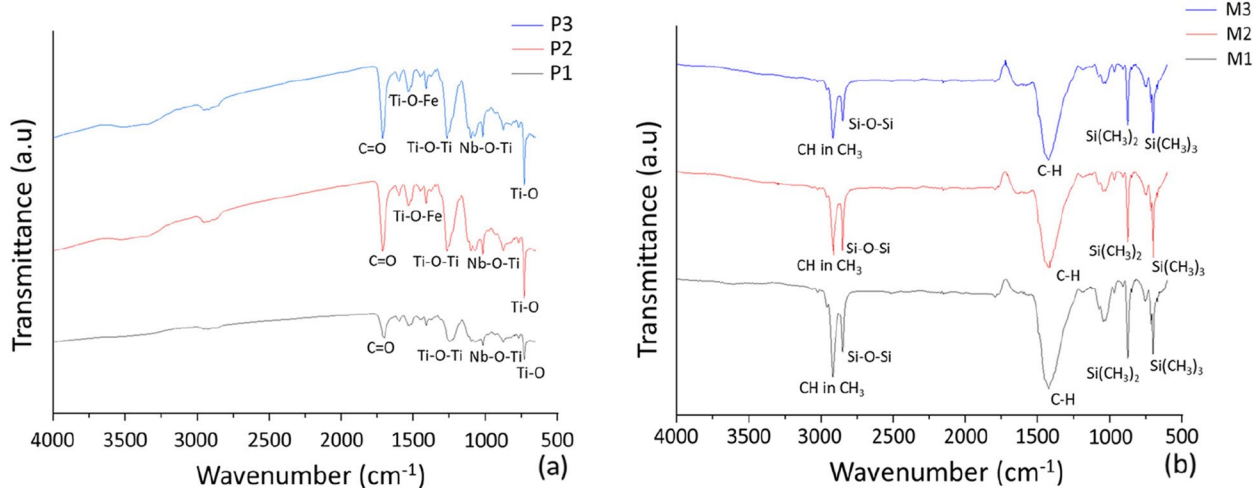 P3
P2
P1
Ti-O-Fe
C=O
Ti-O-Ti
Nb-O-Ti
Ti-O
Ti-O-Fe
C=O
Ti-O-Ti
Nb-O-Ti
Ti-O
C=O
Ti-O-Ti
Nb-O-Ti
Ti-O
Transmittance (a.u)
4000 3500 3000 2500 2000 1500 1000 500
Wavenumber (cm⁻¹)
(a)
M3
M2
M1
Si-O-Si
CH in CH₃
C-H
Si(CH₃)₂
Si(CH₃)₃
Si-O-Si
CH in CH₃
C-H
Si(CH₃)₂
Si(CH₃)₃
Si-O-Si
CH in CH₃
C-H
Si(CH₃)₂
Si(CH₃)₃
Transmittance (a.u)
4000 3500 3000 2500 2000 1500 1000 500
Wavenumber (cm⁻¹)
(b)